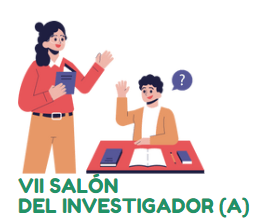 ?
VII SALÓN
DEL INVESTIGADOR (A)